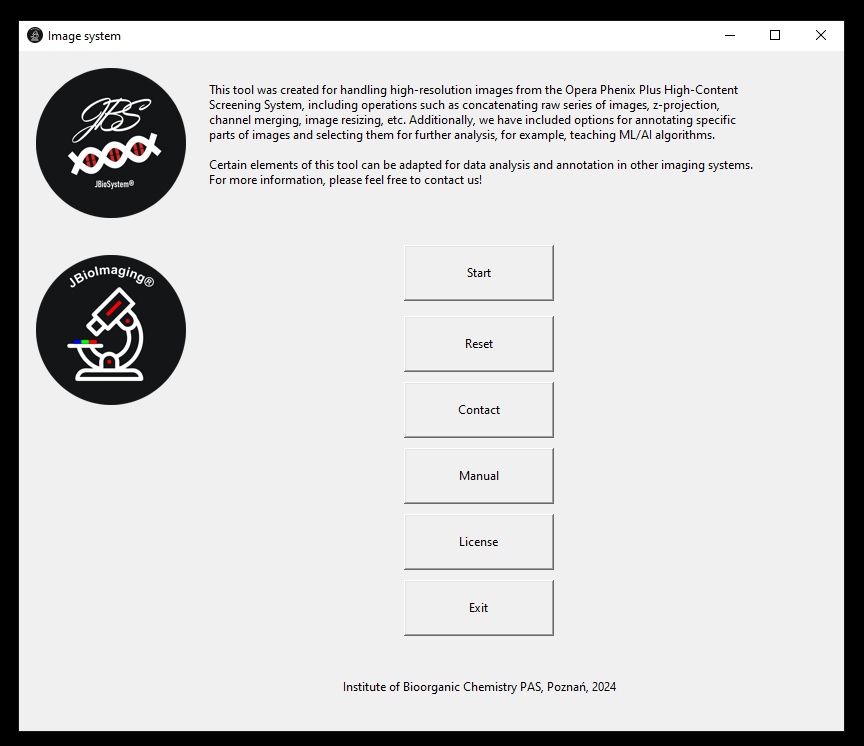 Image system
JBS
JBioSystem®
This tool was created for handling high-resolution images from the Opera Phenix Plus High-Content
Screening System, including operations such as concatenating raw series of images, z-projection,
channel merging, image resizing, etc. Additionally, we have included options for annotating specific
parts of images and selecting them for further analysis, for example, teaching ML/AI algorithms.
Certain elements of this tool can be adapted for data analysis and annotation in other imaging systems.
For more information, please feel free to contact us!
JBioImaging®
Start
Reset
Contact
Manual
License
Exit
Institute of Bioorganic Chemistry PAS, Poznań, 2024